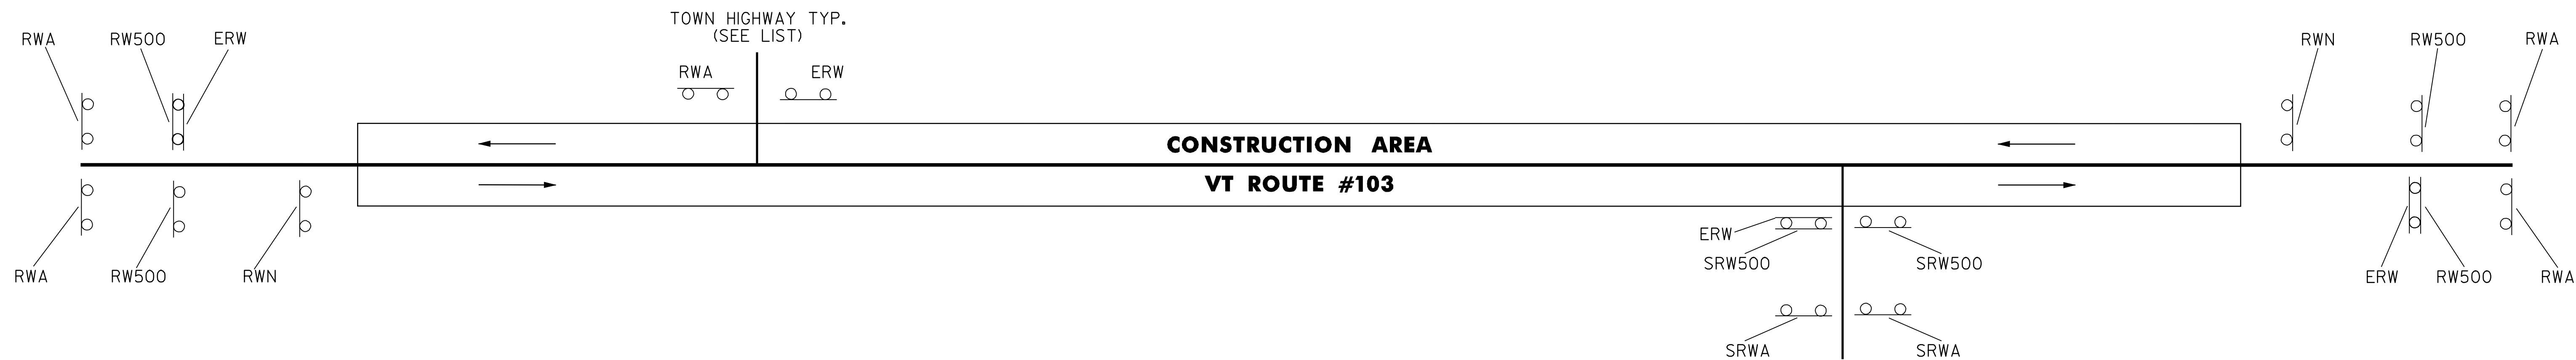 TOWN HIGHWAY TYP.
(SEE LIST)
RWA
RW500
ERW
RWN
RW500
RWA
RWA
ERW
CONSTRUCTION AREA
VT ROUTE #103
ERW
SRW500
SRW500
RWA
RW500
RWN
ERW
RW500
RWA
SRWA
SRWA